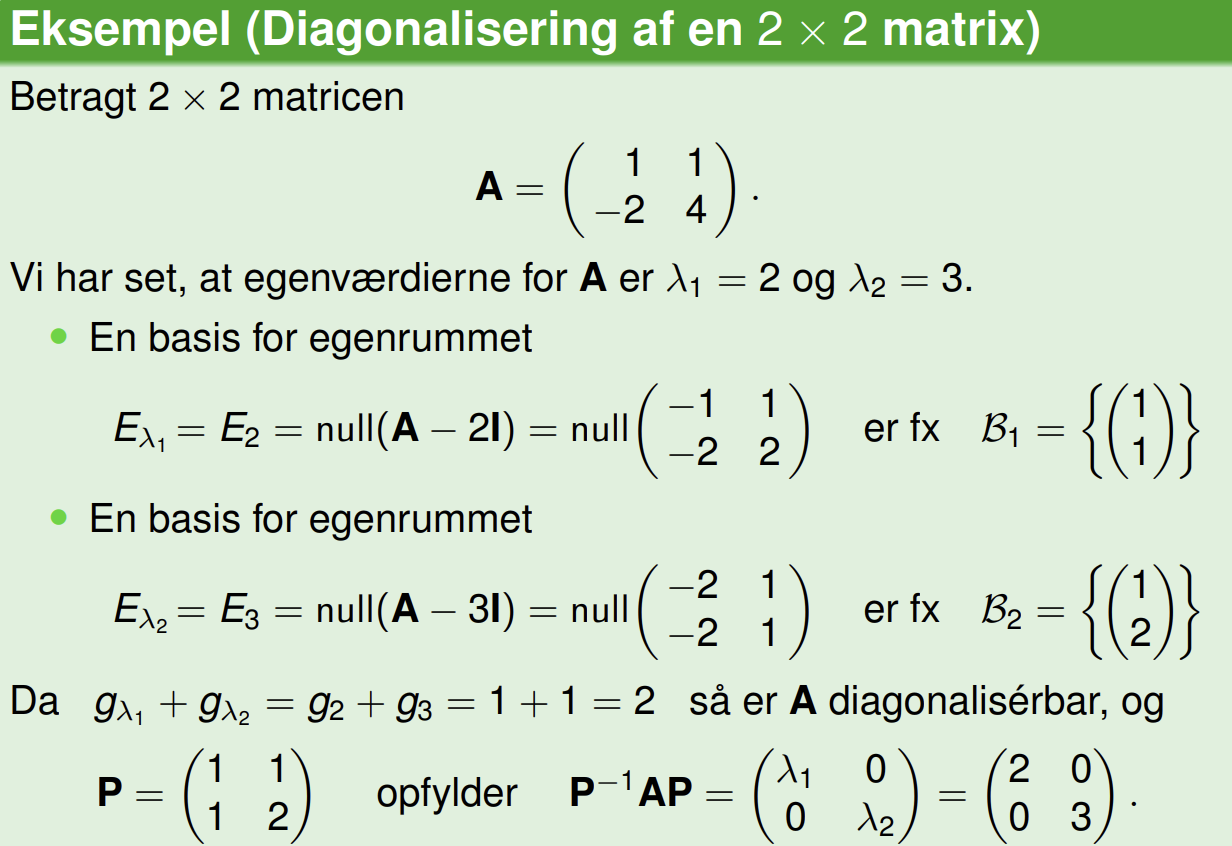 Eksempel (Diagonalisering af en 2 × 2 matrix)
Betragt 2 × 2 matricen
A = ( 1 1 ; −2 4 ) .
Vi har set, at egenværdierne for A er λ₁ = 2 og λ₂ = 3.
• En basis for egenrummet
E_λ₁ = E₂ = null(A − 2I) = null( −1 1 ; −2 2 ) er fx ℬ₁ = {( 1 ; 1 )}
• En basis for egenrummet
E_λ₂ = E₃ = null(A − 3I) = null( −2 1 ; −2 1 ) er fx ℬ₂ = {( 1 ; 2 )}
Da g_λ₁ + g_λ₂ = g₂ + g₃ = 1 + 1 = 2 så er A diagonalisérbar, og
P = ( 1 1 ; 1 2 ) opfylder P⁻¹AP = ( λ₁ 0 ; 0 λ₂ ) = ( 2 0 ; 0 3 ) .